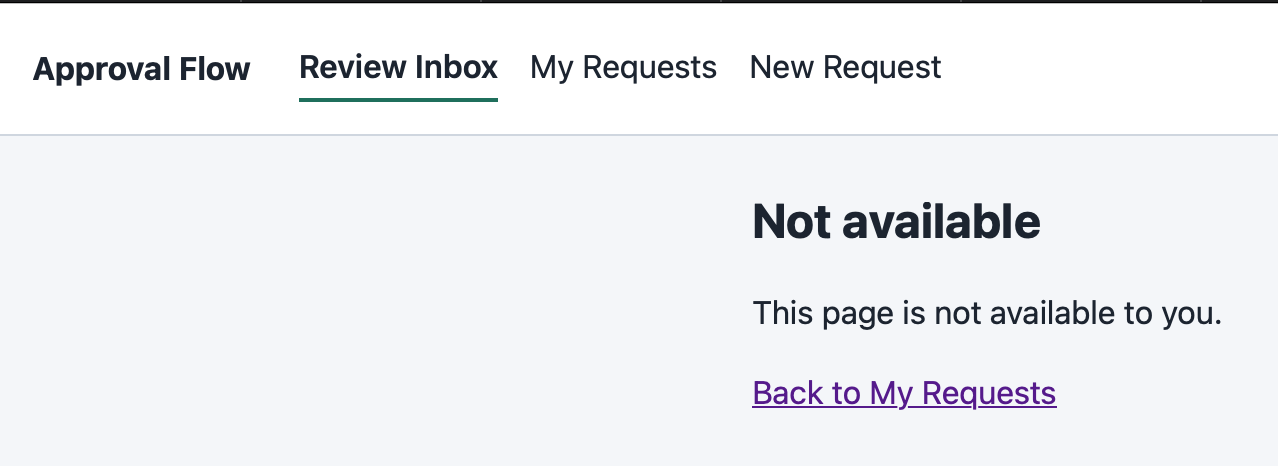 Approval Flow Review Inbox My Requests New Request
Not available
This page is not available to you.
Back to My Requests